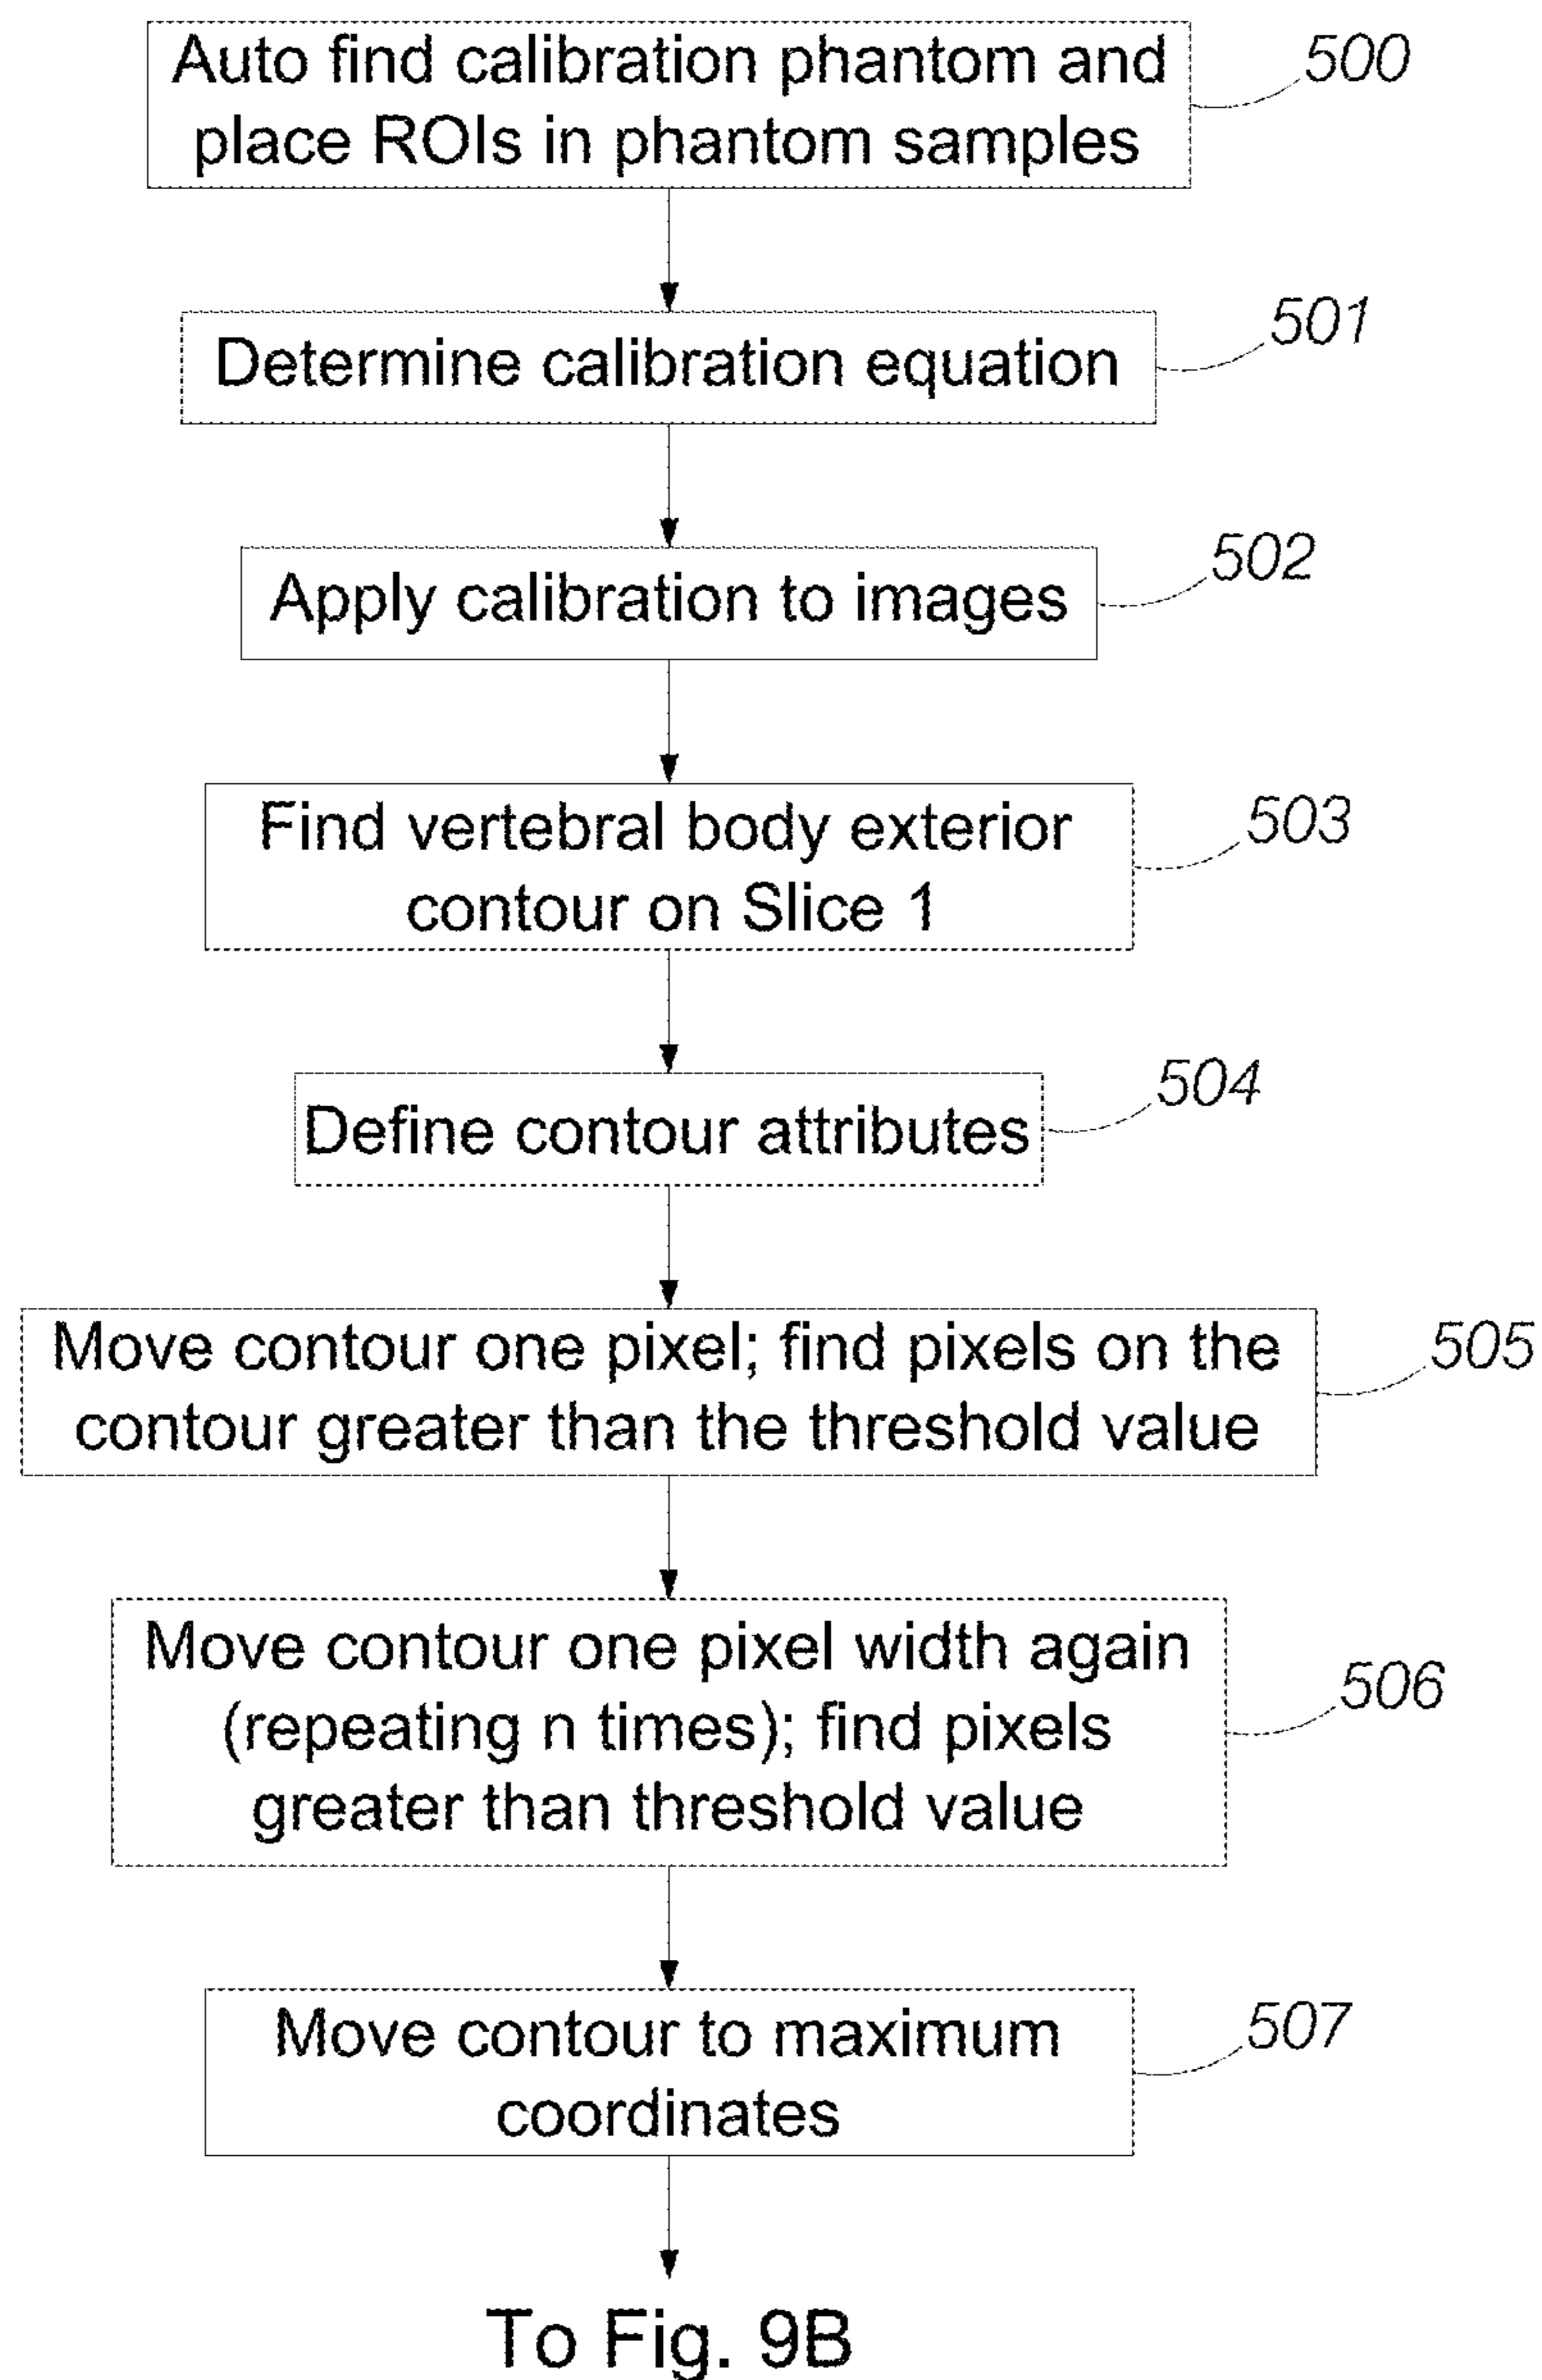 Auto find calibration phantom and
place ROIs in phantom samples
500
Determine calibration equation
501
Apply calibration to images
502
Find vertebral body exterior
contour on Slice 1
503
Define contour attributes
504
Move contour one pixel; find pixels on the
contour greater than the threshold value
505
Move contour one pixel width again
(repeating n times); find pixels
greater than threshold value
506
Move contour to maximum
coordinates
507
To Fig. 9B